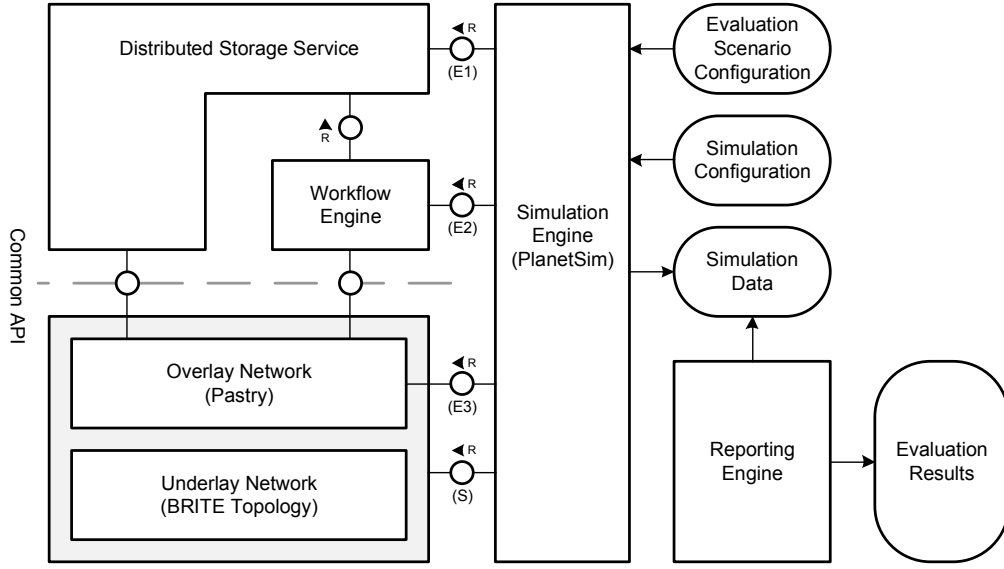 Distributed Storage Service
R
(E1)
Evaluation
Scenario
Configuration
R
Simulation
Configuration
Workflow
Engine
R
(E2)
Simulation
Engine
(PlanetSim)
Simulation
Data
Common API
Overlay Network
(Pastry)
R
(E3)
Underlay Network
(BRITE Topology)
R
(S)
Reporting
Engine
Evaluation
Results